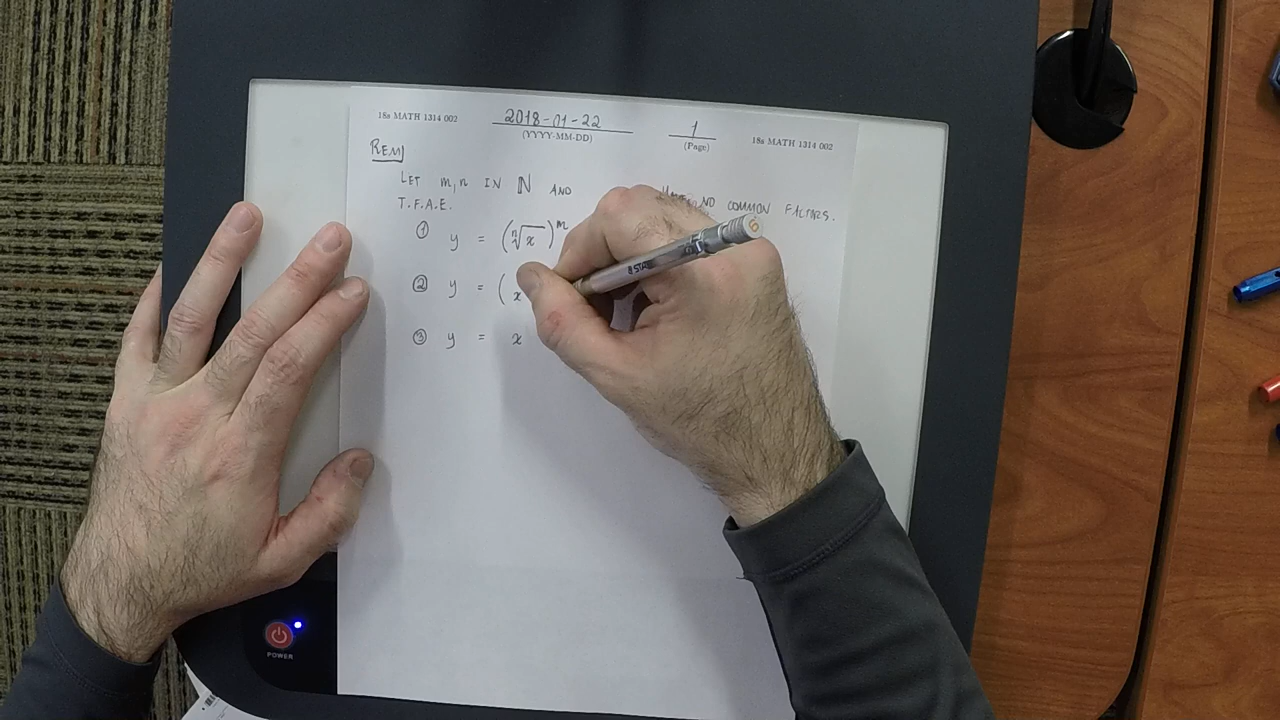 18s MATH 1314 002 2018-01-22 1 18s MATH 1314 002
(YYYY-MM-DD) (Page)
REM
LET m,n IN ℕ AND NO COMMON FACTORS.
T.F.A.E.
① y = (ⁿ√x)ᵐ
② y = ( x
③ y = x
POWER